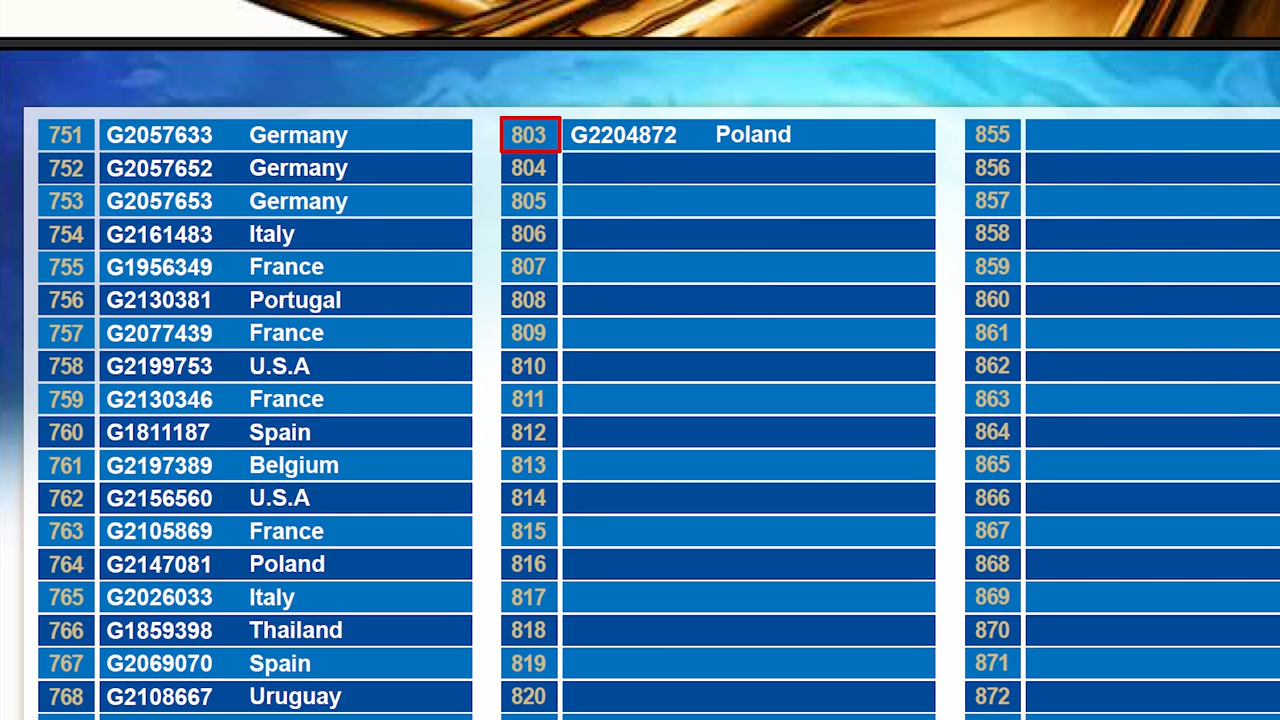 751 G2057633 Germany 803 G2204872 Poland 855
752 G2057652 Germany 804 856
753 G2057653 Germany 805 857
754 G2161483 Italy 806 858
755 G1956349 France 807 859
756 G2130381 Portugal 808 860
757 G2077439 France 809 861
758 G2199753 U.S.A 810 862
759 G2130346 France 811 863
760 G1811187 Spain 812 864
761 G2197389 Belgium 813 865
762 G2156560 U.S.A 814 866
763 G2105869 France 815 867
764 G2147081 Poland 816 868
765 G2026033 Italy 817 869
766 G1859398 Thailand 818 870
767 G2069070 Spain 819 871
768 G2108667 Uruguay 820 872